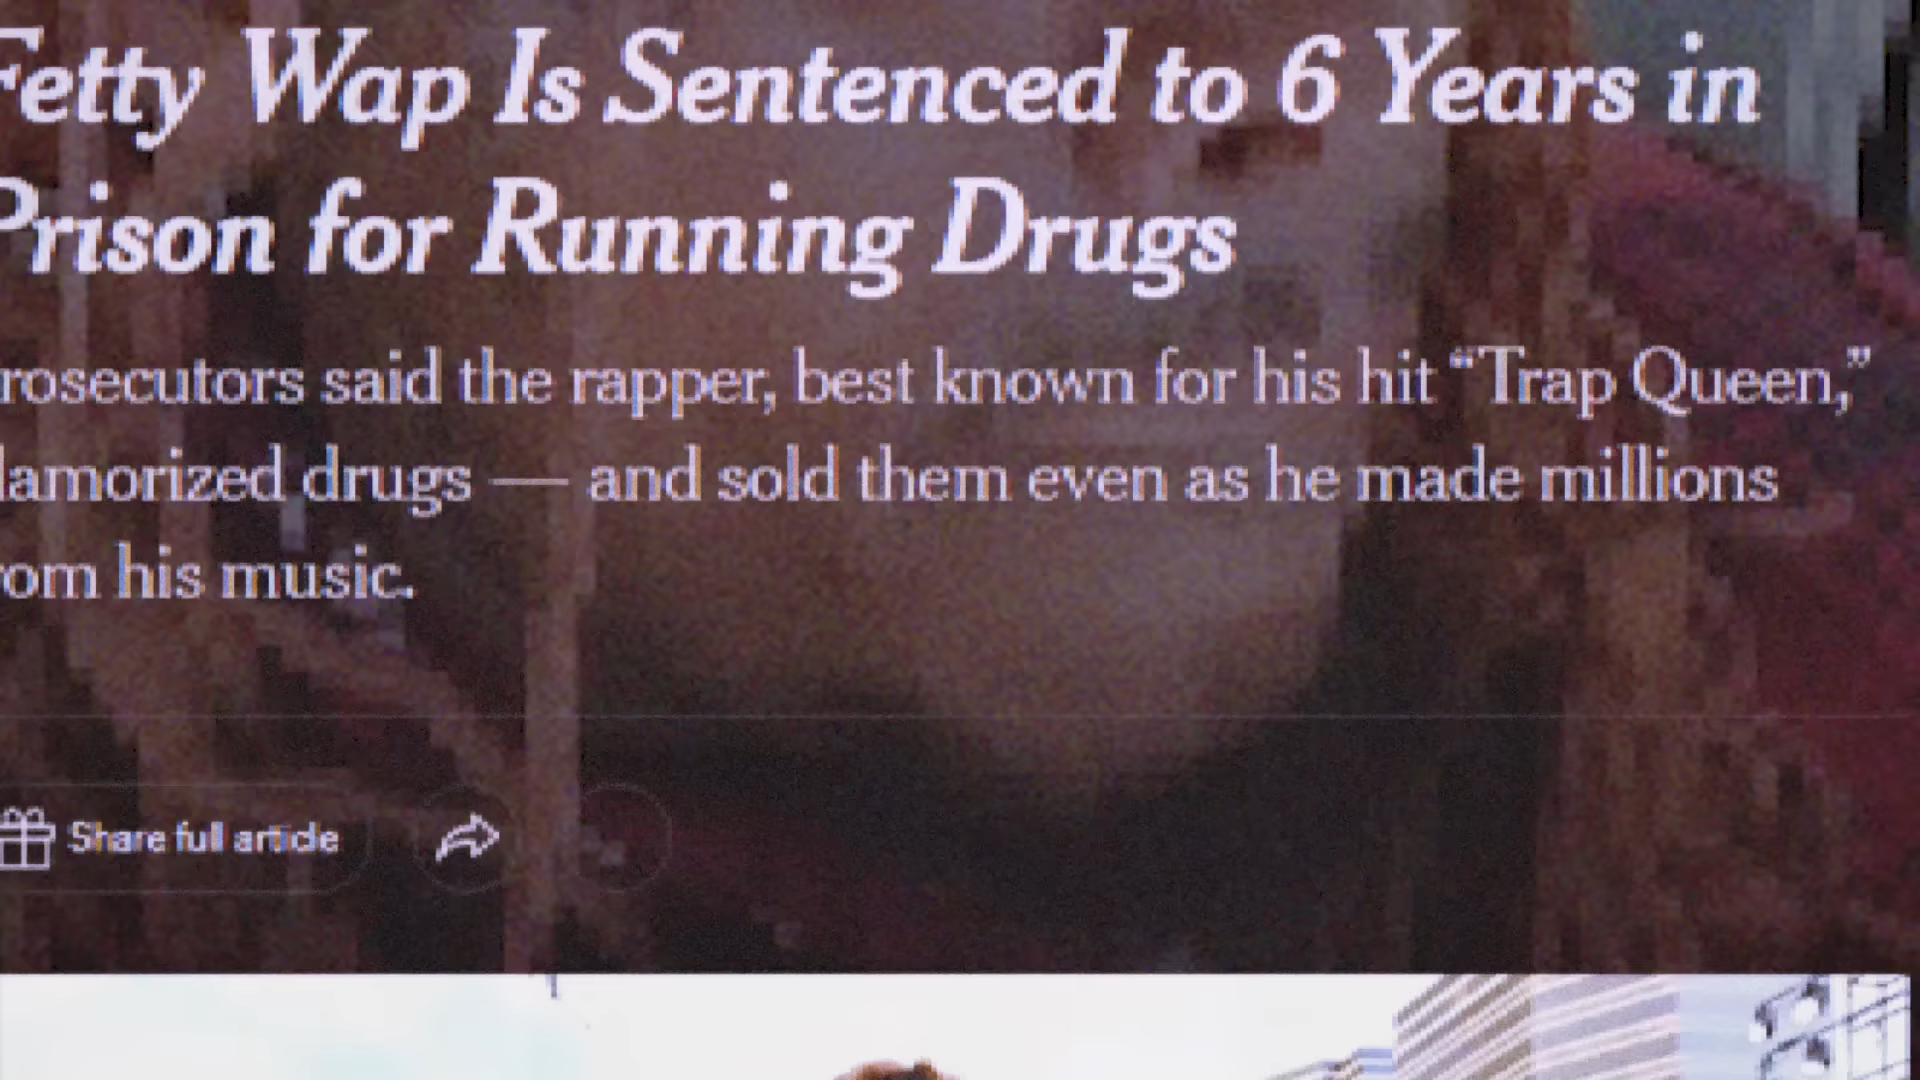 Fetty Wap Is Sentenced to 6 Years in
Prison for Running Drugs
rosecutors said the rapper, best known for his hit “Trap Queen,”
lamorized drugs — and sold them even as he made millions
rom his music.
Share full article